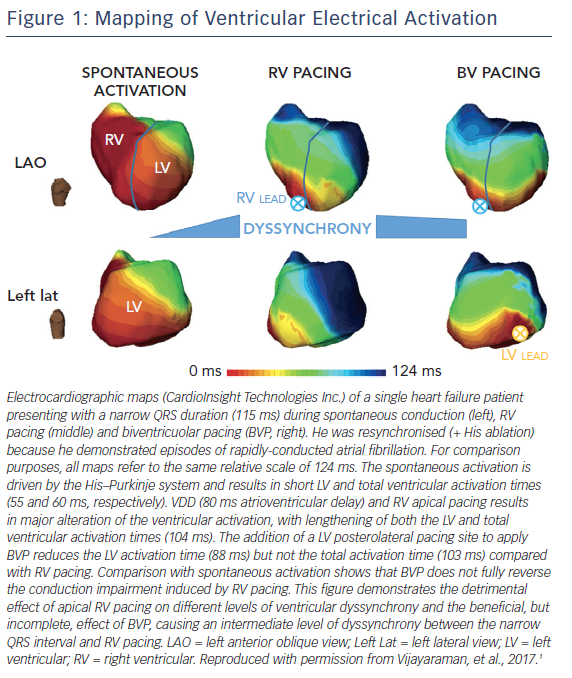 Figure 1: Mapping of Ventricular Electrical Activation
SPONTANEOUS
ACTIVATION
RV PACING
BV PACING
LAO
RV
LV
RV LEAD
DYSSYNCHRONY
Left lat
LV
LV LEAD
0 ms
124 ms
Electrocardiographic maps (CardioInsight Technologies Inc.) of a single heart failure patient
presenting with a narrow QRS duration (115 ms) during spontaneous conduction (left), RV
pacing (middle) and biventricuolar pacing (BVP, right). He was resynchronised (+ His ablation)
because he demonstrated episodes of rapidly-conducted atrial fibrillation. For comparison
purposes, all maps refer to the same relative scale of 124 ms. The spontaneous activation is
driven by the His–Purkinje system and results in short LV and total ventricular activation times
(55 and 60 ms, respectively). VDD (80 ms atrioventricular delay) and RV apical pacing results
in major alteration of the ventricular activation, with lengthening of both the LV and total
ventricular activation times (104 ms). The addition of a LV posterolateral pacing site to apply
BVP reduces the LV activation time (88 ms) but not the total activation time (103 ms) compared
with RV pacing. Comparison with spontaneous activation shows that BVP does not fully reverse
the conduction impairment induced by RV pacing. This figure demonstrates the detrimental
effect of apical RV pacing on different levels of ventricular dyssynchrony and the beneficial, but
incomplete, effect of BVP, causing an intermediate level of dyssynchrony between the narrow
QRS interval and RV pacing. LAO = left anterior oblique view; Left Lat = left lateral view; LV = left
ventricular; RV = right ventricular. Reproduced with permission from Vijayaraman, et al., 2017.¹